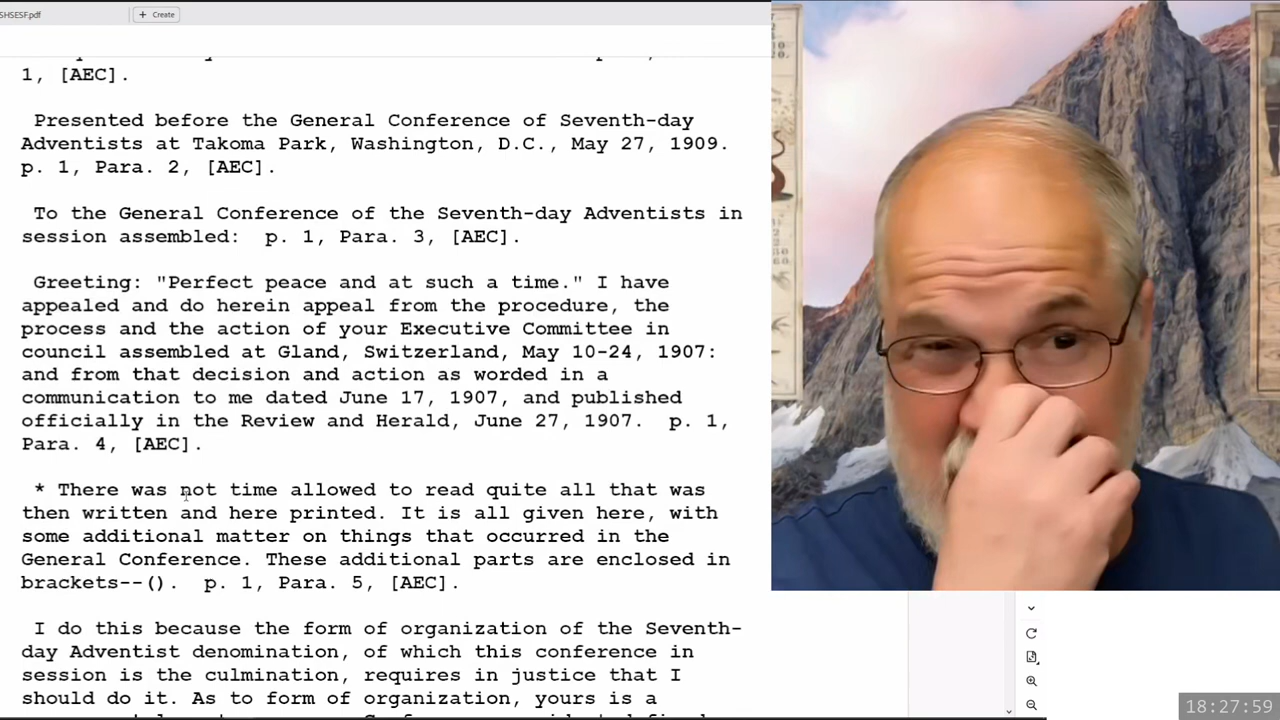 SHSESF.pdf
+ Create
1, [AEC].
Presented before the General Conference of Seventh-day
Adventists at Takoma Park, Washington, D.C., May 27, 1909.
p. 1, Para. 2, [AEC].
To the General Conference of the Seventh-day Adventists in
session assembled:  p. 1, Para. 3, [AEC].
Greeting: "Perfect peace and at such a time." I have
appealed and do herein appeal from the procedure, the
process and the action of your Executive Committee in
council assembled at Gland, Switzerland, May 10-24, 1907:
and from that decision and action as worded in a
communication to me dated June 17, 1907, and published
officially in the Review and Herald, June 27, 1907.  p. 1,
Para. 4, [AEC].
* There was not time allowed to read quite all that was
then written and here printed. It is all given here, with
some additional matter on things that occurred in the
General Conference. These additional parts are enclosed in
brackets--().  p. 1, Para. 5, [AEC].
I do this because the form of organization of the Seventh-
day Adventist denomination, of which this conference in
session is the culmination, requires in justice that I
should do it. As to form of organization, yours is a
18:27:59